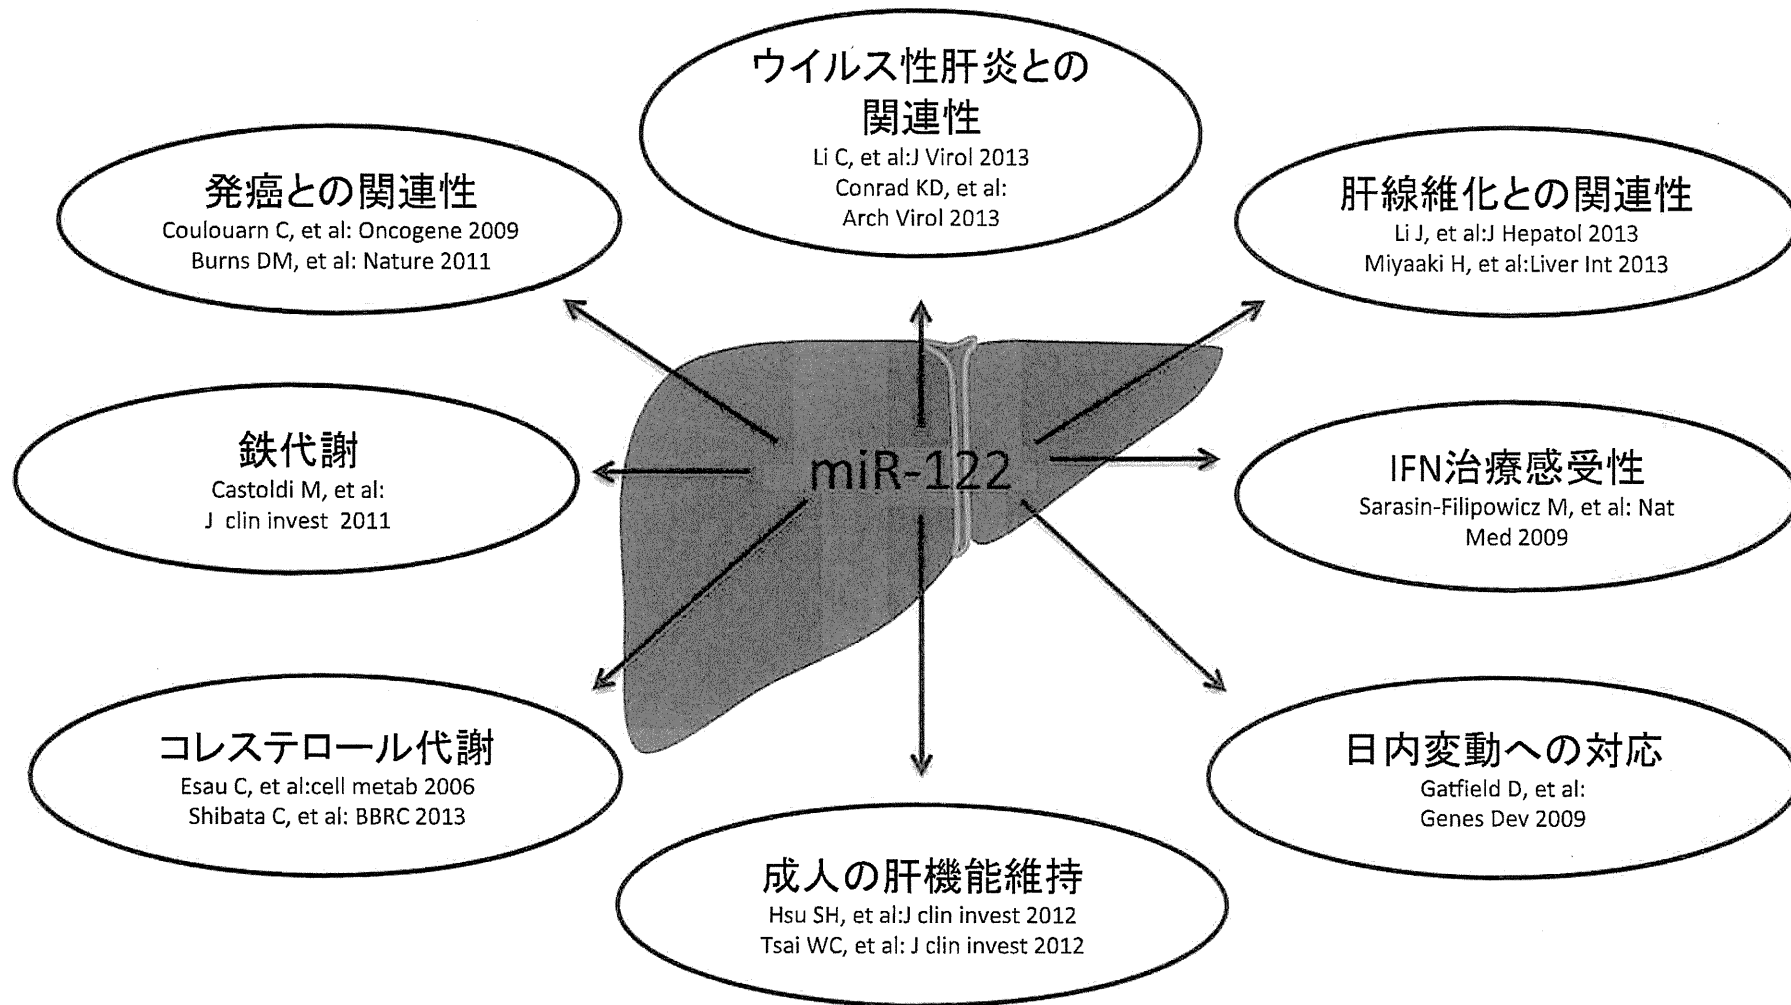 ウイルス性肝炎との
関連性
Li C, et al:J Virol 2013
Conrad KD, et al:
Arch Virol 2013
発癌との関連性
Coulouarn C, et al: Oncogene 2009
Burns DM, et al: Nature 2011
肝線維化との関連性
Li J, et al:J Hepatol 2013
Miyaaki H, et al:Liver Int 2013
鉄代謝
Castoldi M, et al:
J clin invest 2011
miR-122
IFN治療感受性
Sarasin-Filipowicz M, et al: Nat
Med 2009
コレステロール代謝
Esau C, et al:cell metab 2006
Shibata C, et al: BBRC 2013
日内変動への対応
Gatfield D, et al:
Genes Dev 2009
成人の肝機能維持
Hsu SH, et al:J clin invest 2012
Tsai WC, et al: J clin invest 2012